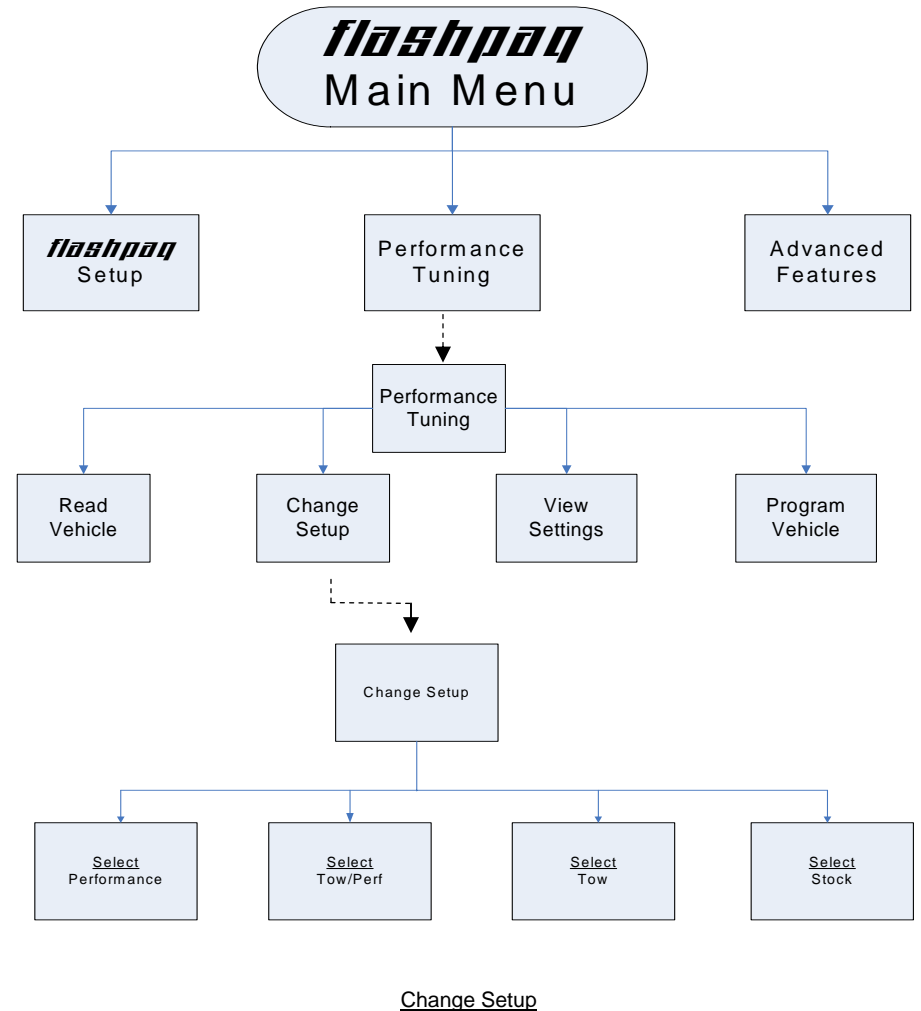 flashpaq
Main Menu
flashpaq
Setup
Performance
Tuning
Advanced
Features
Performance
Tuning
Read
Vehicle
Change
Setup
View
Settings
Program
Vehicle
Change Setup
Select
Performance
Select
Tow/Perf
Select
Tow
Select
Stock
Change Setup